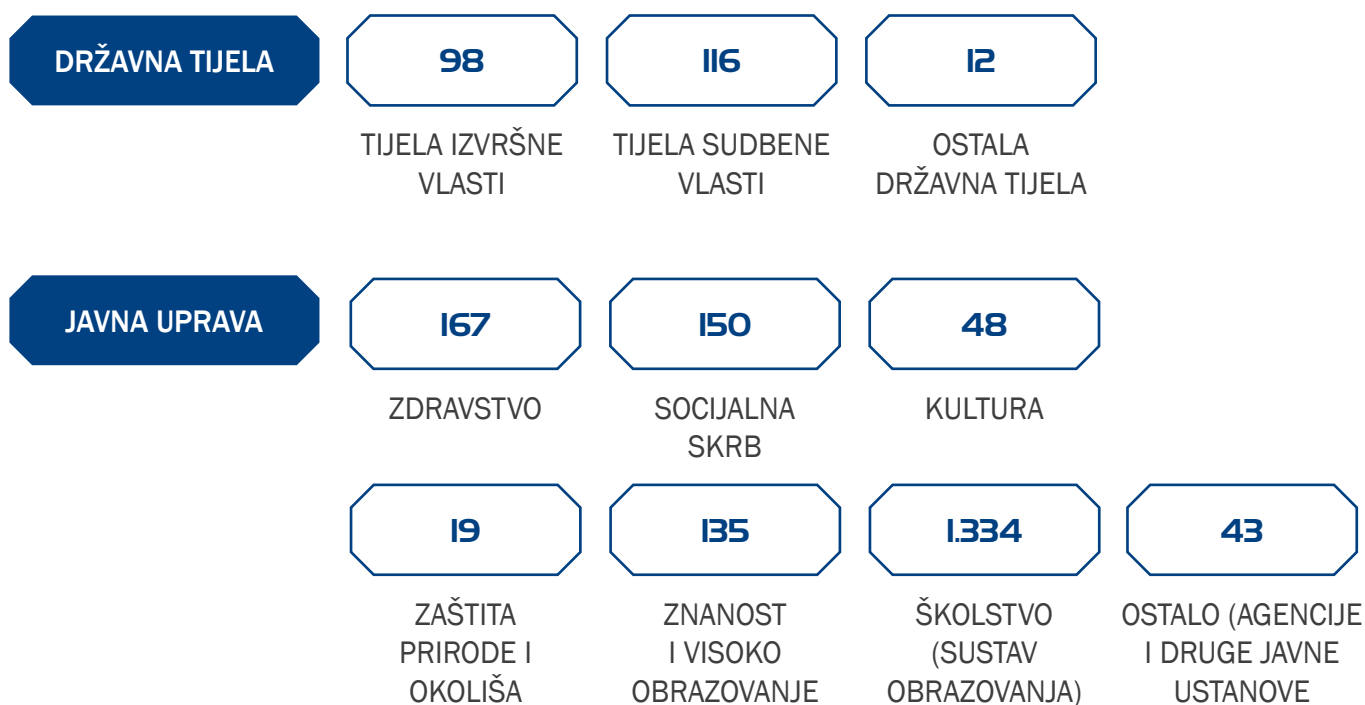 DRŽAVNA TIJELA
98
116
12
TIJELA IZVRŠNE
VLASTI
TIJELA SUDBENE
VLASTI
OSTALA
DRŽAVNA TIJELA
JAVNA UPRAVA
167
150
48
ZDRAVSTVO
SOCIJALNA
SKRB
KULTURA
19
135
1.334
43
ZAŠTITA
PRIRODE I
OKOLIŠA
ZNANOST
I VISOKO
OBRAZOVANJE
ŠKOLSTVO
(SUSTAV
OBRAZOVANJA)
OSTALO (AGENCIJE
I DRUGE JAVNE
USTANOVE